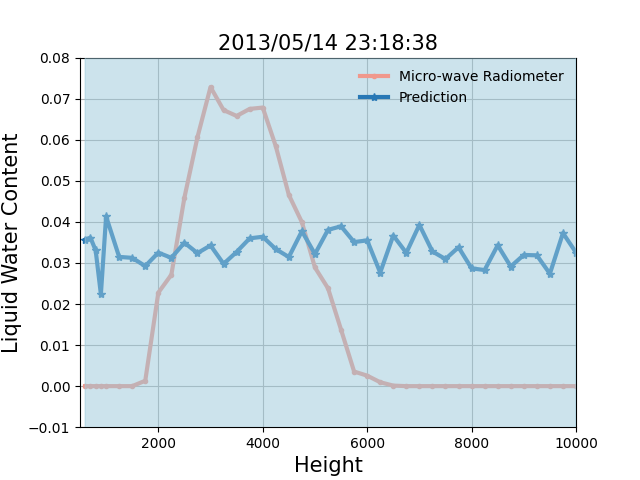 2013/05/14 23:18:38
Liquid Water Content
0.08
0.07
0.06
0.05
0.04
0.03
0.02
0.01
0.00
−0.01
Micro-wave Radiometer
Prediction
2000 4000 6000 8000 10000
Height